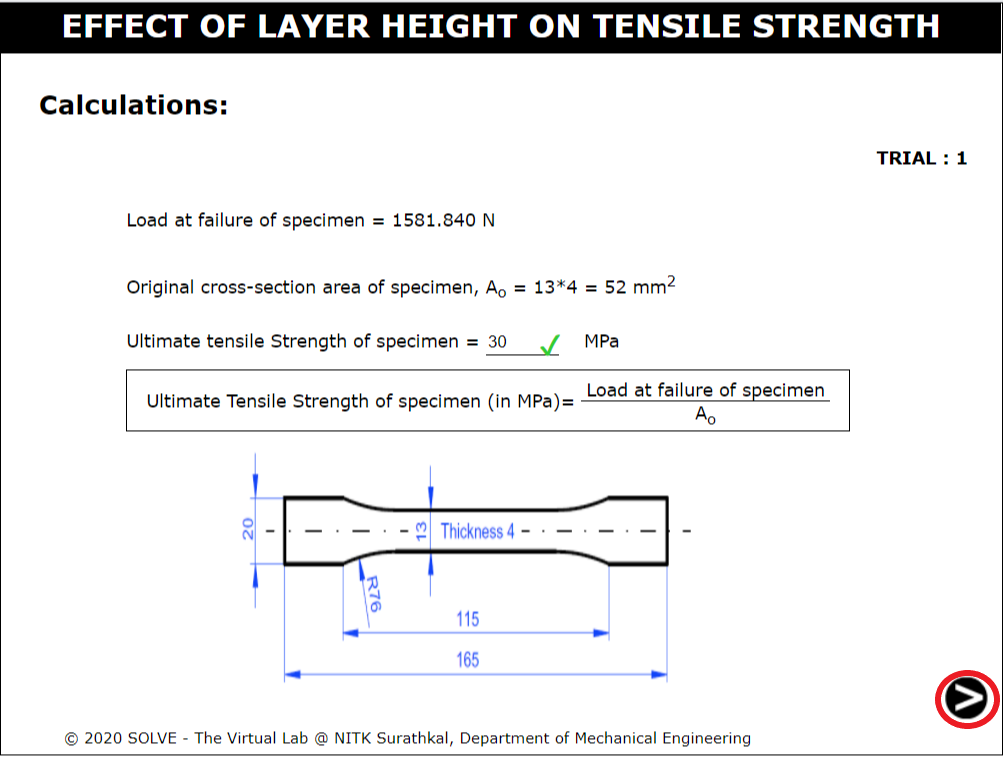 EFFECT OF LAYER HEIGHT ON TENSILE STRENGTH
Calculations:
TRIAL : 1
Load at failure of specimen = 1581.840 N
Original cross-section area of specimen, Aₒ = 13*4 = 52 mm²
Ultimate tensile Strength of specimen = 30 MPa
Ultimate Tensile Strength of specimen (in MPa)=
Load at failure of specimen
Aₒ
20
13
Thickness 4
R76
115
165
© 2020 SOLVE - The Virtual Lab @ NITK Surathkal, Department of Mechanical Engineering